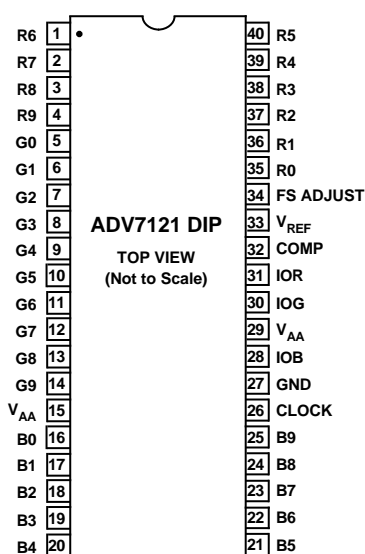 R6 1 40 R5
R7 2 39 R4
R8 3 38 R3
R9 4 37 R2
G0 5 36 R1
G1 6 35 R0
G2 7 34 FS ADJUST
G3 8 ADV7121 DIP 33 VREF
G4 9 TOP VIEW 32 COMP
G5 10 (Not to Scale) 31 IOR
G6 11 30 IOG
G7 12 29 VAA
G8 13 28 IOB
G9 14 27 GND
VAA 15 26 CLOCK
B0 16 25 B9
B1 17 24 B8
B2 18 23 B7
B3 19 22 B6
B4 20 21 B5